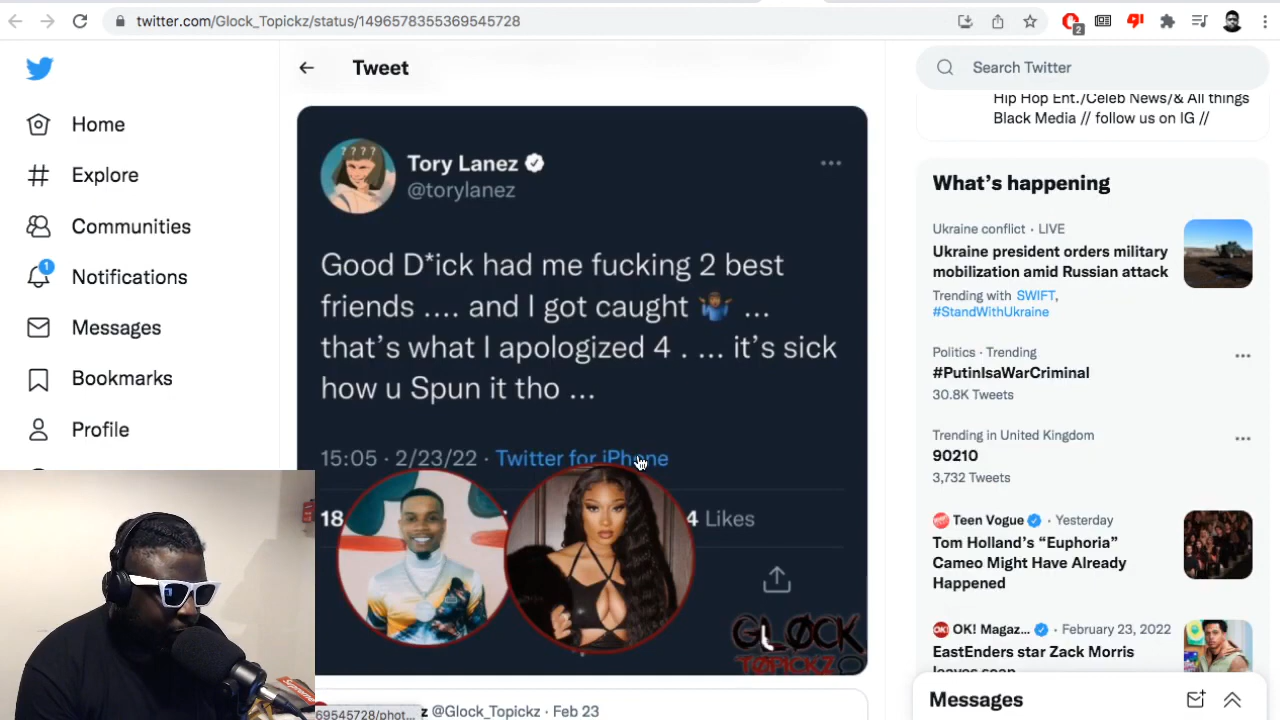 twitter.com/Glock_Topickz/status/1496578355369545728
2
Tweet
Search Twitter
Home
Explore
Communities
1
Notifications
Messages
Bookmarks
Profile
????
Tory Lanez
@torylanez
Good D*ick had me fucking 2 best
friends .... and I got caught 🤷🏾‍♂️ ...
that's what I apologized 4 . ... it's sick
how u Spun it tho ...
15:05 · 2/23/22 · Twitter for iPhone
18
4 Likes
GLOCK
TOPICKZ
@Glock_Topickz · Feb 23
69545728/phot...
Supreme
Hip Hop Ent./Celeb News/& All things
Black Media // follow us on IG //
What's happening
Ukraine conflict · LIVE
Ukraine president orders military
mobilization amid Russian attack
Trending with SWIFT,
#StandWithUkraine
Politics · Trending
#PutinIsaWarCriminal
30.8K Tweets
Trending in United Kingdom
90210
3,732 Tweets
Teen Vogue · Yesterday
Tom Holland's “Euphoria”
Cameo Might Have Already
Happened
OK! OK! Magaz... · February 23, 2022
EastEnders star Zack Morris
leaves soap
Messages